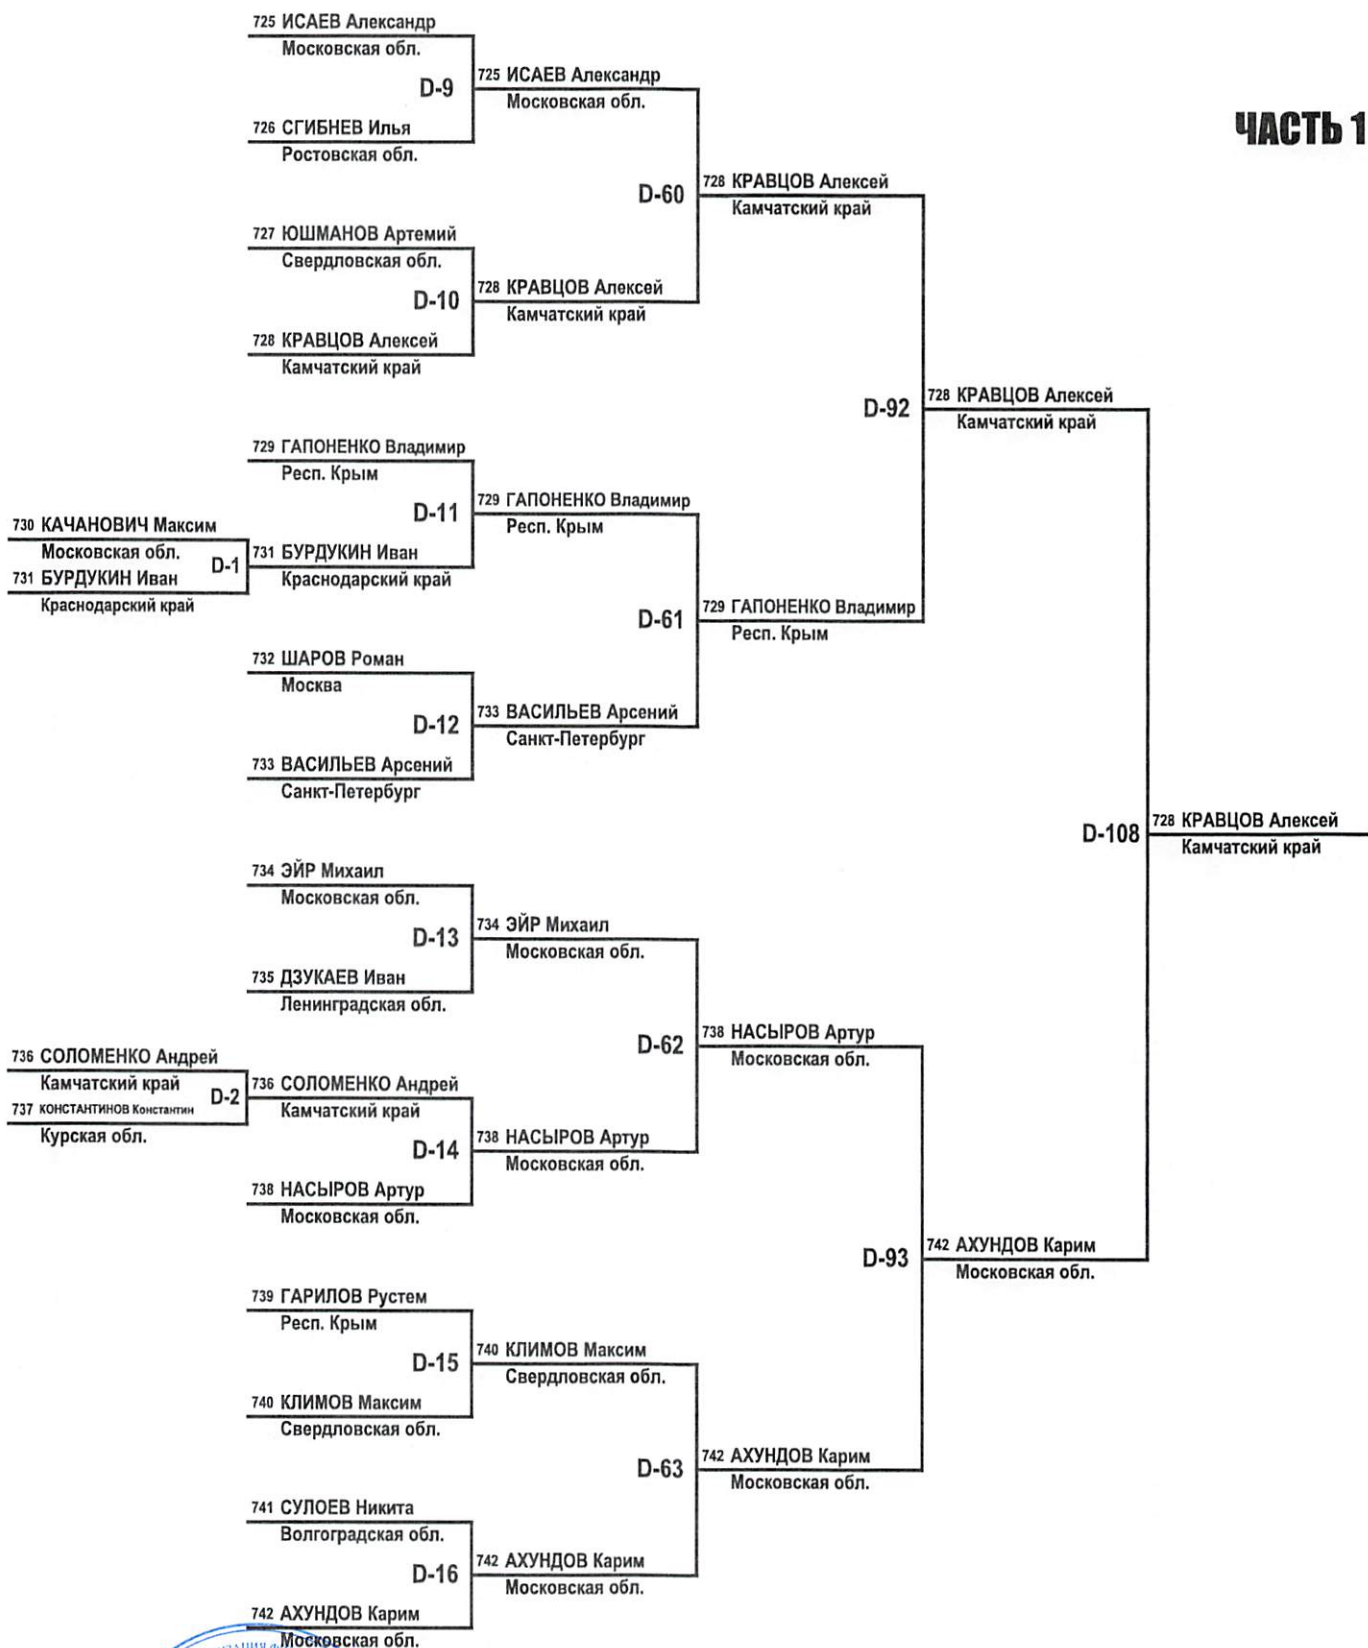 725 ИСАЕВ Александр
Московская обл.
D-9
725 ИСАЕВ Александр
Московская обл.
726 СГИБНЕВ Илья
Ростовская обл.
ЧАСТЬ 1
D-60
728 КРАВЦОВ Алексей
Камчатский край
727 ЮШМАНОВ Артемий
Свердловская обл.
D-10
728 КРАВЦОВ Алексей
Камчатский край
728 КРАВЦОВ Алексей
Камчатский край
D-92
728 КРАВЦОВ Алексей
Камчатский край
729 ГАПОНЕНКО Владимир
Респ. Крым
D-11
729 ГАПОНЕНКО Владимир
Респ. Крым
730 КАЧАНОВИЧ Максим
Московская обл.
D-1
731 БУРДУКИН Иван
Краснодарский край
731 БУРДУКИН Иван
Краснодарский край
D-61
729 ГАПОНЕНКО Владимир
Респ. Крым
732 ШАРОВ Роман
Москва
D-12
733 ВАСИЛЬЕВ Арсений
Санкт-Петербург
733 ВАСИЛЬЕВ Арсений
Санкт-Петербург
D-108
728 КРАВЦОВ Алексей
Камчатский край
734 ЭЙР Михаил
Московская обл.
D-13
734 ЭЙР Михаил
Московская обл.
735 ДЗУКАЕВ Иван
Ленинградская обл.
D-62
738 НАСЫРОВ Артур
Московская обл.
736 СОЛОМЕНКО Андрей
Камчатский край
D-2
737 КОНСТАНТИНОВ Константин
Курская обл.
736 СОЛОМЕНКО Андрей
Камчатский край
D-14
738 НАСЫРОВ Артур
Московская обл.
738 НАСЫРОВ Артур
Московская обл.
D-93
742 АХУНДОВ Карим
Московская обл.
739 ГАРИЛОВ Рустем
Респ. Крым
D-15
740 КЛИМОВ Максим
Свердловская обл.
740 КЛИМОВ Максим
Свердловская обл.
D-63
742 АХУНДОВ Карим
Московская обл.
741 СУЛОЕВ Никита
Волгоградская обл.
D-16
742 АХУНДОВ Карим
Московская обл.
742 АХУНДОВ Карим
Московская обл.